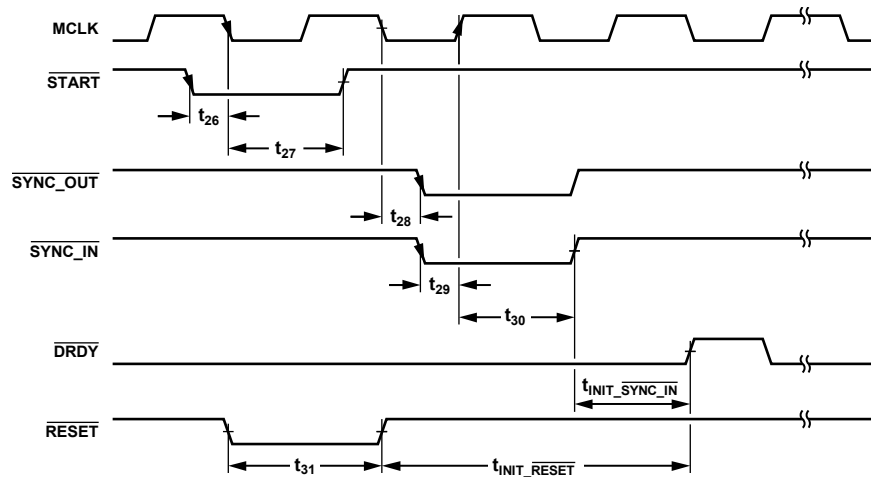 MCLK
START
t26
t27
SYNC_OUT
t28
SYNC_IN
t29
t30
DRDY
tINIT_SYNC_IN
RESET
t31
tINIT_RESET